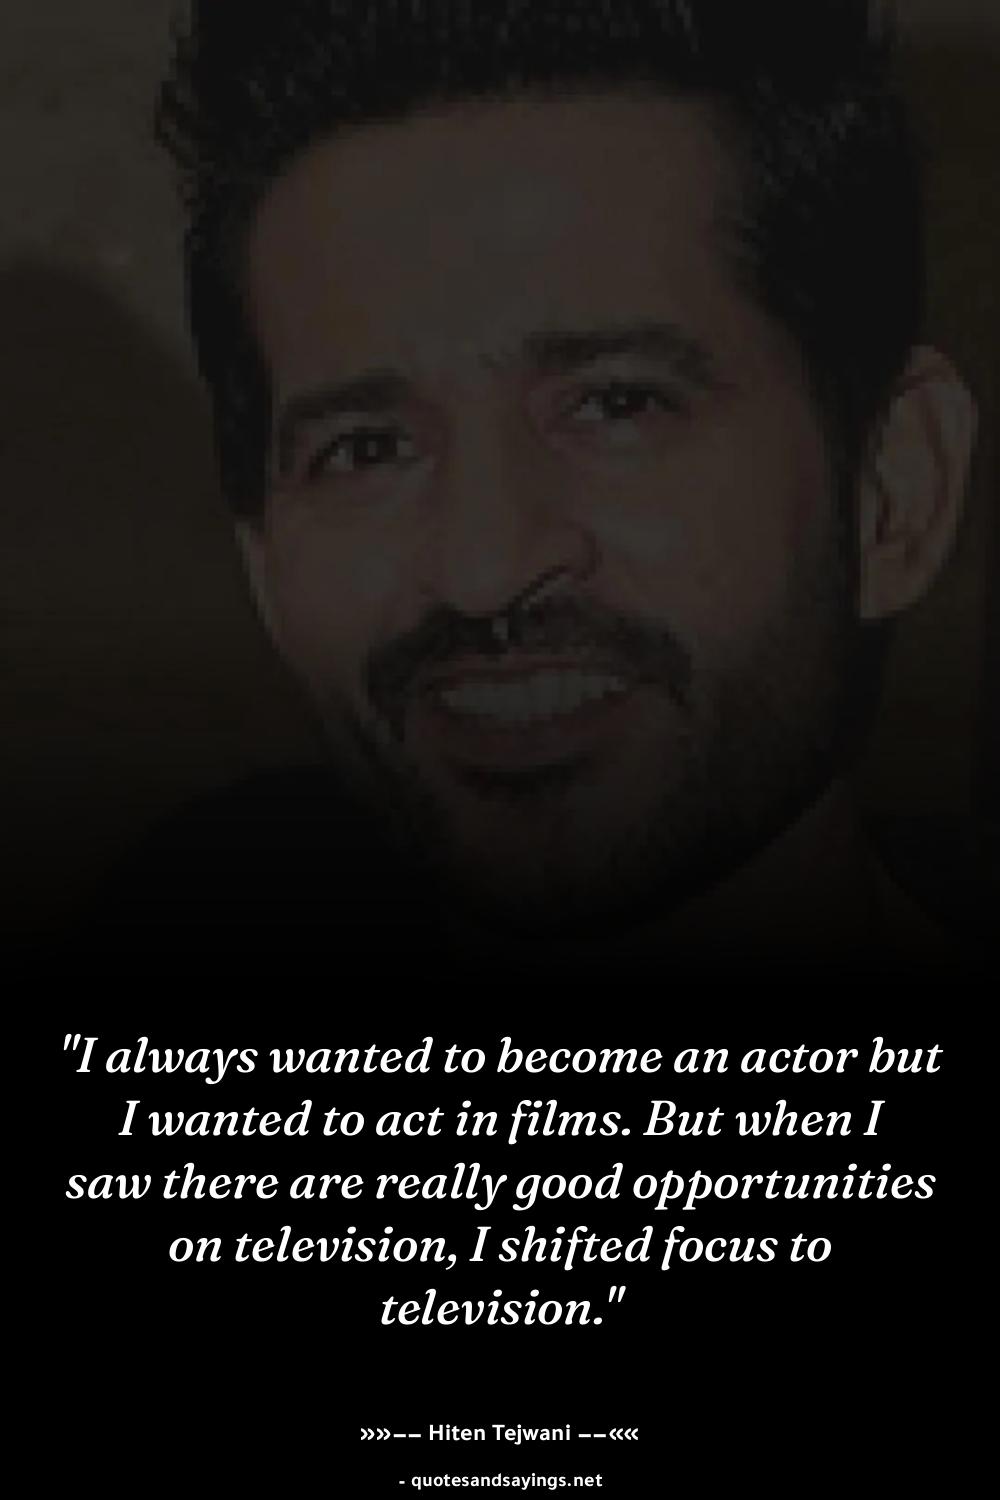 "I always wanted to become an actor but
I wanted to act in films. But when I
saw there are really good opportunities
on television, I shifted focus to
television."
»»−− Hiten Tejwani −−««
- quotesandsayings.net